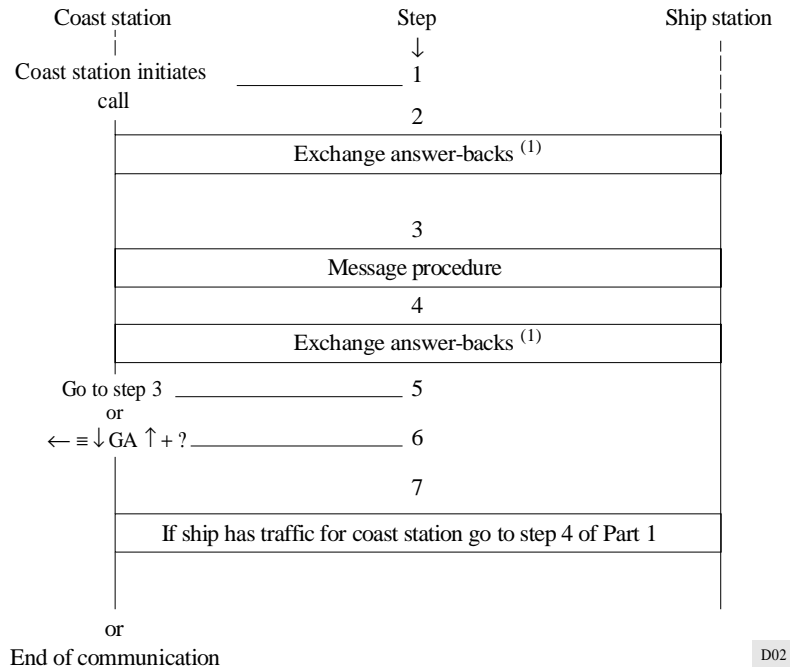 Coast station Step Ship station
↓
Coast station initiates 1
call
2
Exchange answer-backs (1)
3
Message procedure
4
Exchange answer-backs (1)
Go to step 3 5
or
← ≡ ↓ GA ↑ + ? 6
7
If ship has traffic for coast station go to step 4 of Part 1
or
End of communication
D02